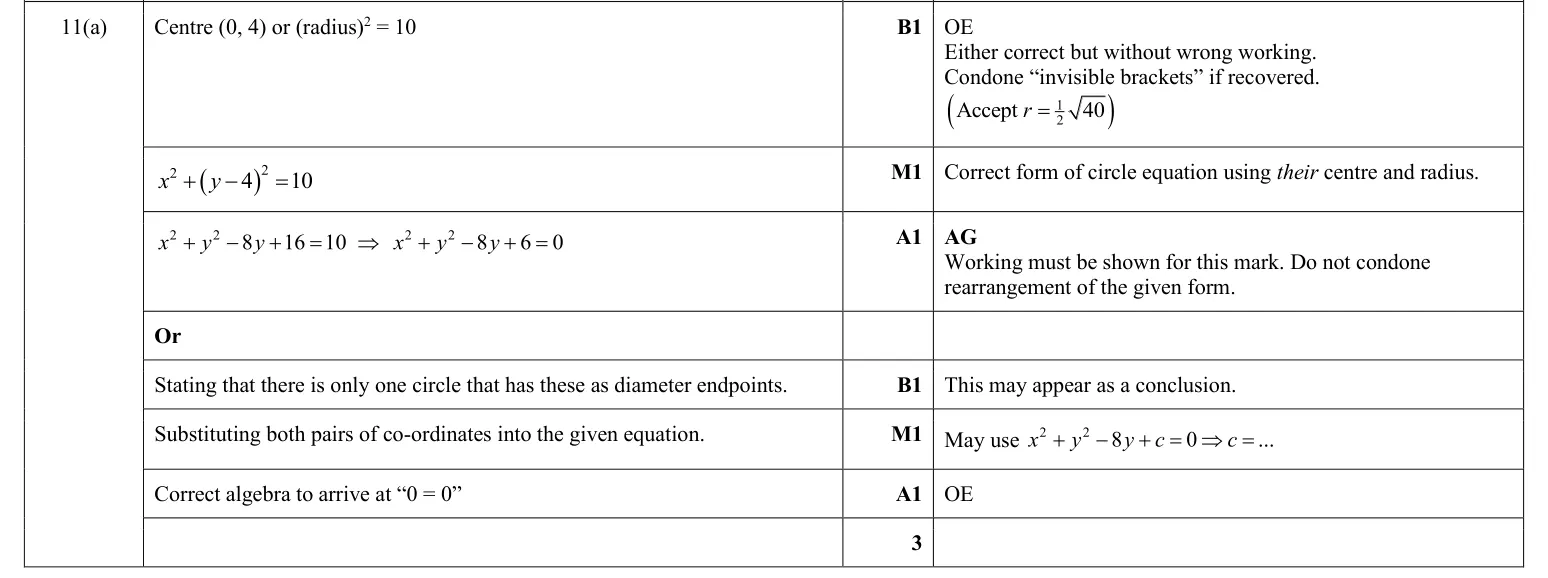 11(a) Centre (0, 4) or (radius)² = 10 B1 OE
Either correct but without wrong working.
Condone “invisible brackets” if recovered.
(Accept r = ½√40)
x² + (y − 4)² = 10 M1 Correct form of circle equation using their centre and radius.
x² + y² − 8y + 16 = 10 ⇒ x² + y² − 8y + 6 = 0 A1 AG
Working must be shown for this mark. Do not condone
rearrangement of the given form.
Or
Stating that there is only one circle that has these as diameter endpoints. B1 This may appear as a conclusion.
Substituting both pairs of co-ordinates into the given equation. M1 May use x² + y² − 8y + c = 0 ⇒ c = ...
Correct algebra to arrive at “0 = 0” A1 OE
3